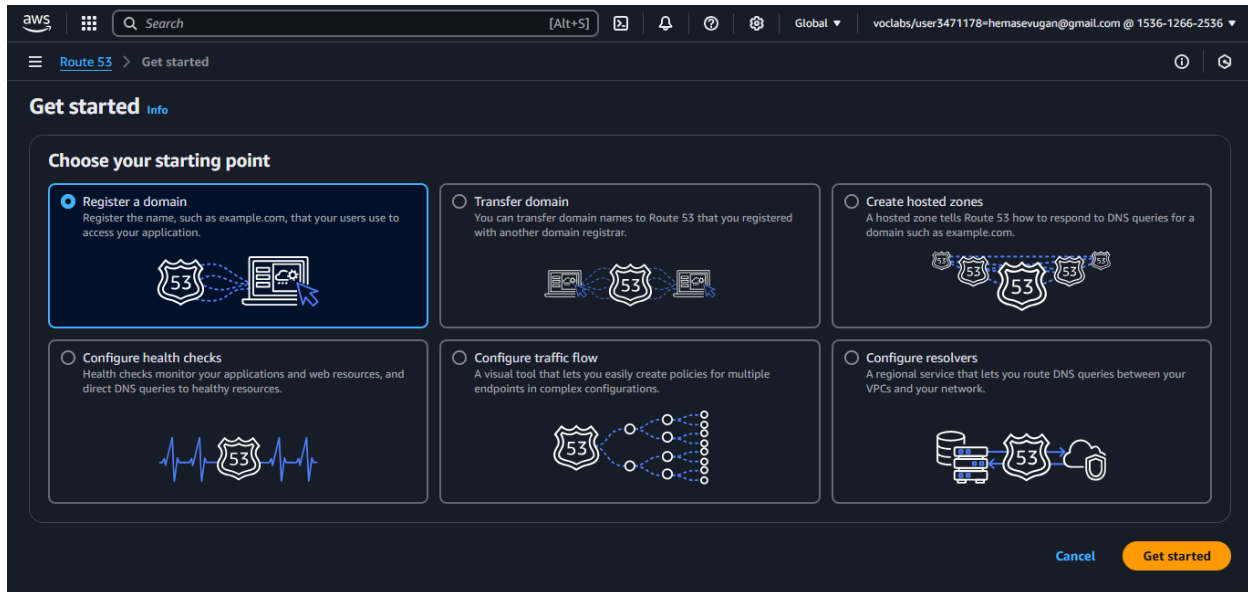 aws
Search
[Alt+S]
Global
voclabs/user3471178=hemasevugan@gmail.com @ 1536-1266-2536
Route 53 > Get started
Get started Info
Choose your starting point
Register a domain
Register the name, such as example.com, that your users use to
access your application.
53
Transfer domain
You can transfer domain names to Route 53 that you registered
with another domain registrar.
53
Create hosted zones
A hosted zone tells Route 53 how to respond to DNS queries for a
domain such as example.com.
53 53 53 53 53
Configure health checks
Health checks monitor your applications and web resources, and
direct DNS queries to healthy resources.
53
Configure traffic flow
A visual tool that lets you easily create policies for multiple
endpoints in complex configurations.
53
Configure resolvers
A regional service that lets you route DNS queries between your
VPCs and your network.
53
Cancel
Get started